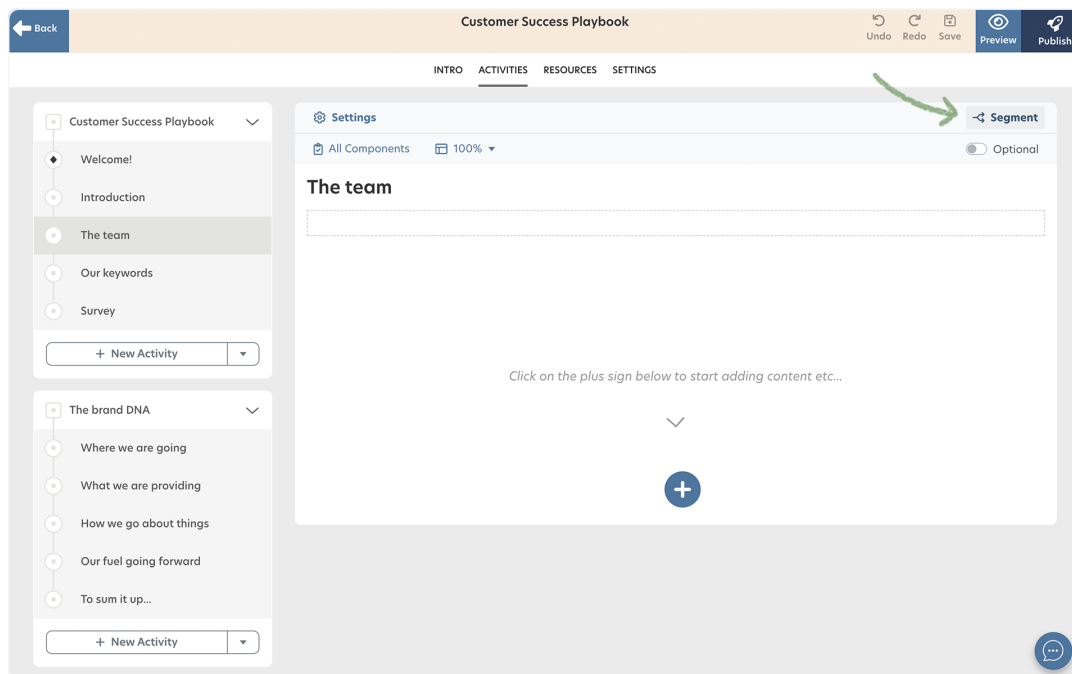 Back
Customer Success Playbook
Undo Redo Save
Preview
Publish
INTRO ACTIVITIES RESOURCES SETTINGS
Customer Success Playbook
Welcome!
Introduction
The team
Our keywords
Survey
+ New Activity
The brand DNA
Where we are going
What we are providing
How we go about things
Our fuel going forward
To sum it up...
+ New Activity
Settings
Segment
All Components 100%
Optional
The team
Click on the plus sign below to start adding content etc...